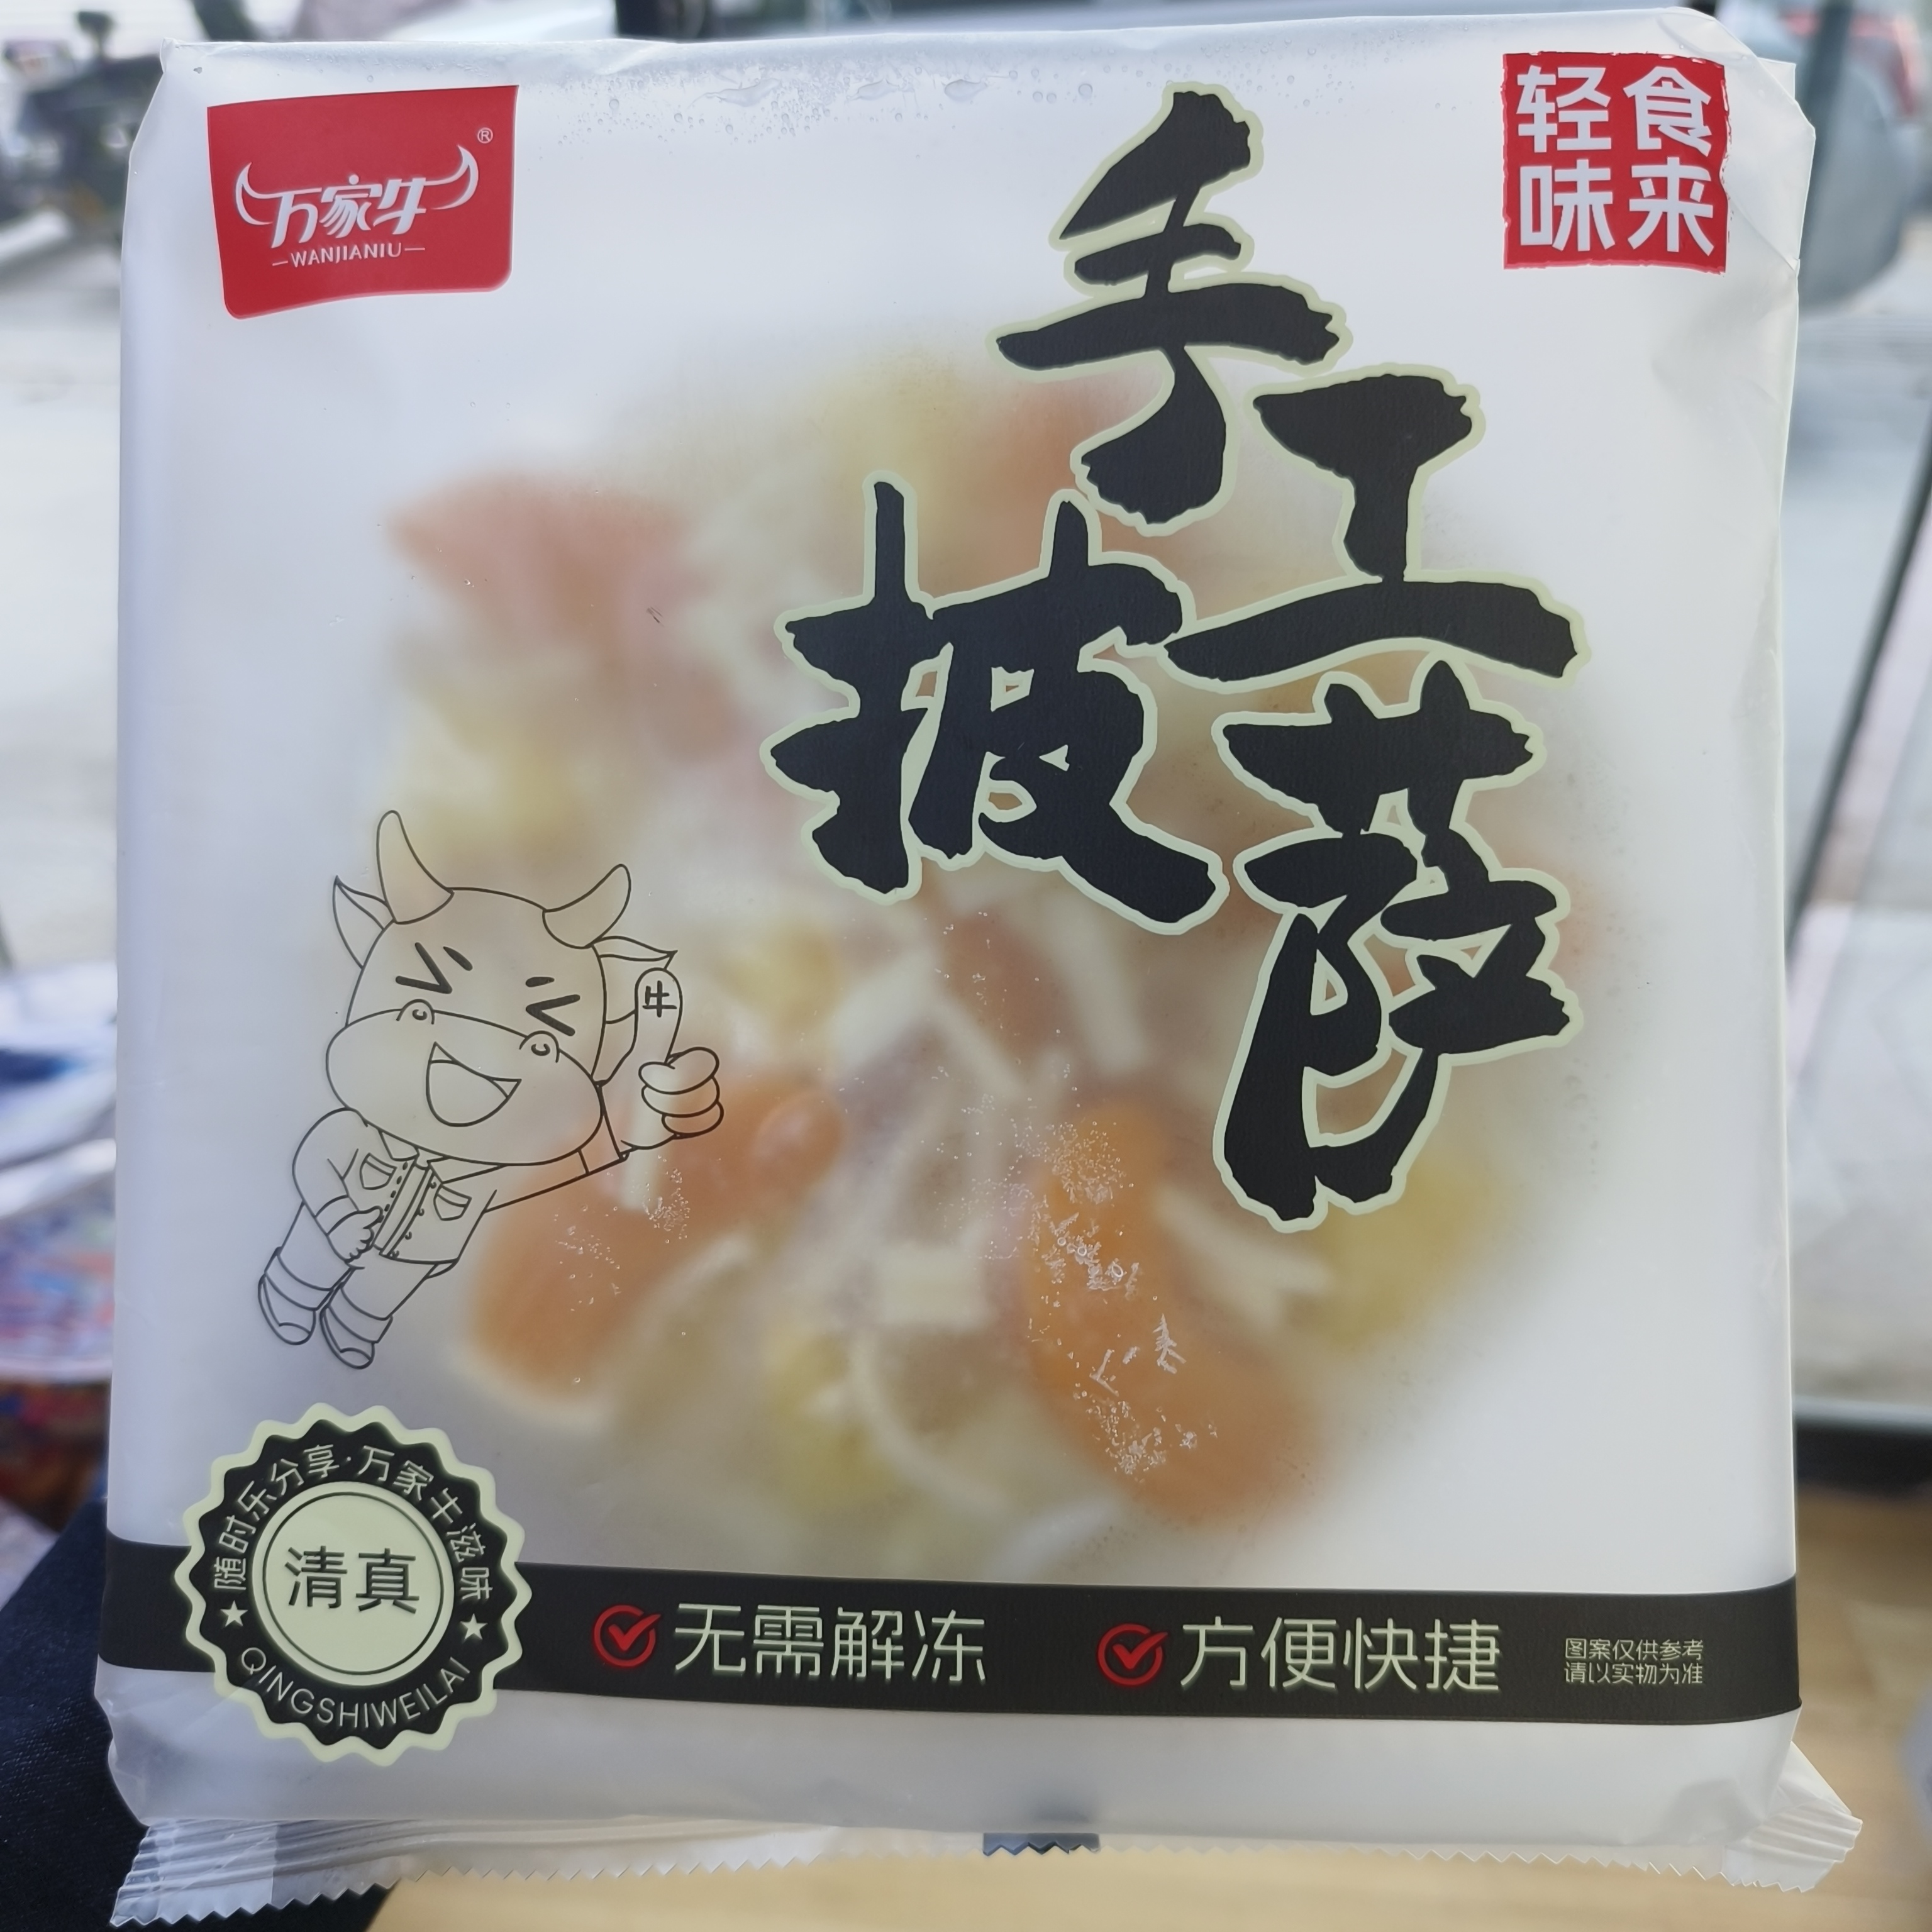 万家牛
®
WANJIANIU
轻食
味来
手工
披萨
牛
随时乐分享·万家牛滋味
清真
QINGSHIWEILAI
无需解冻
方便快捷
图案仅供参考
请以实物为准